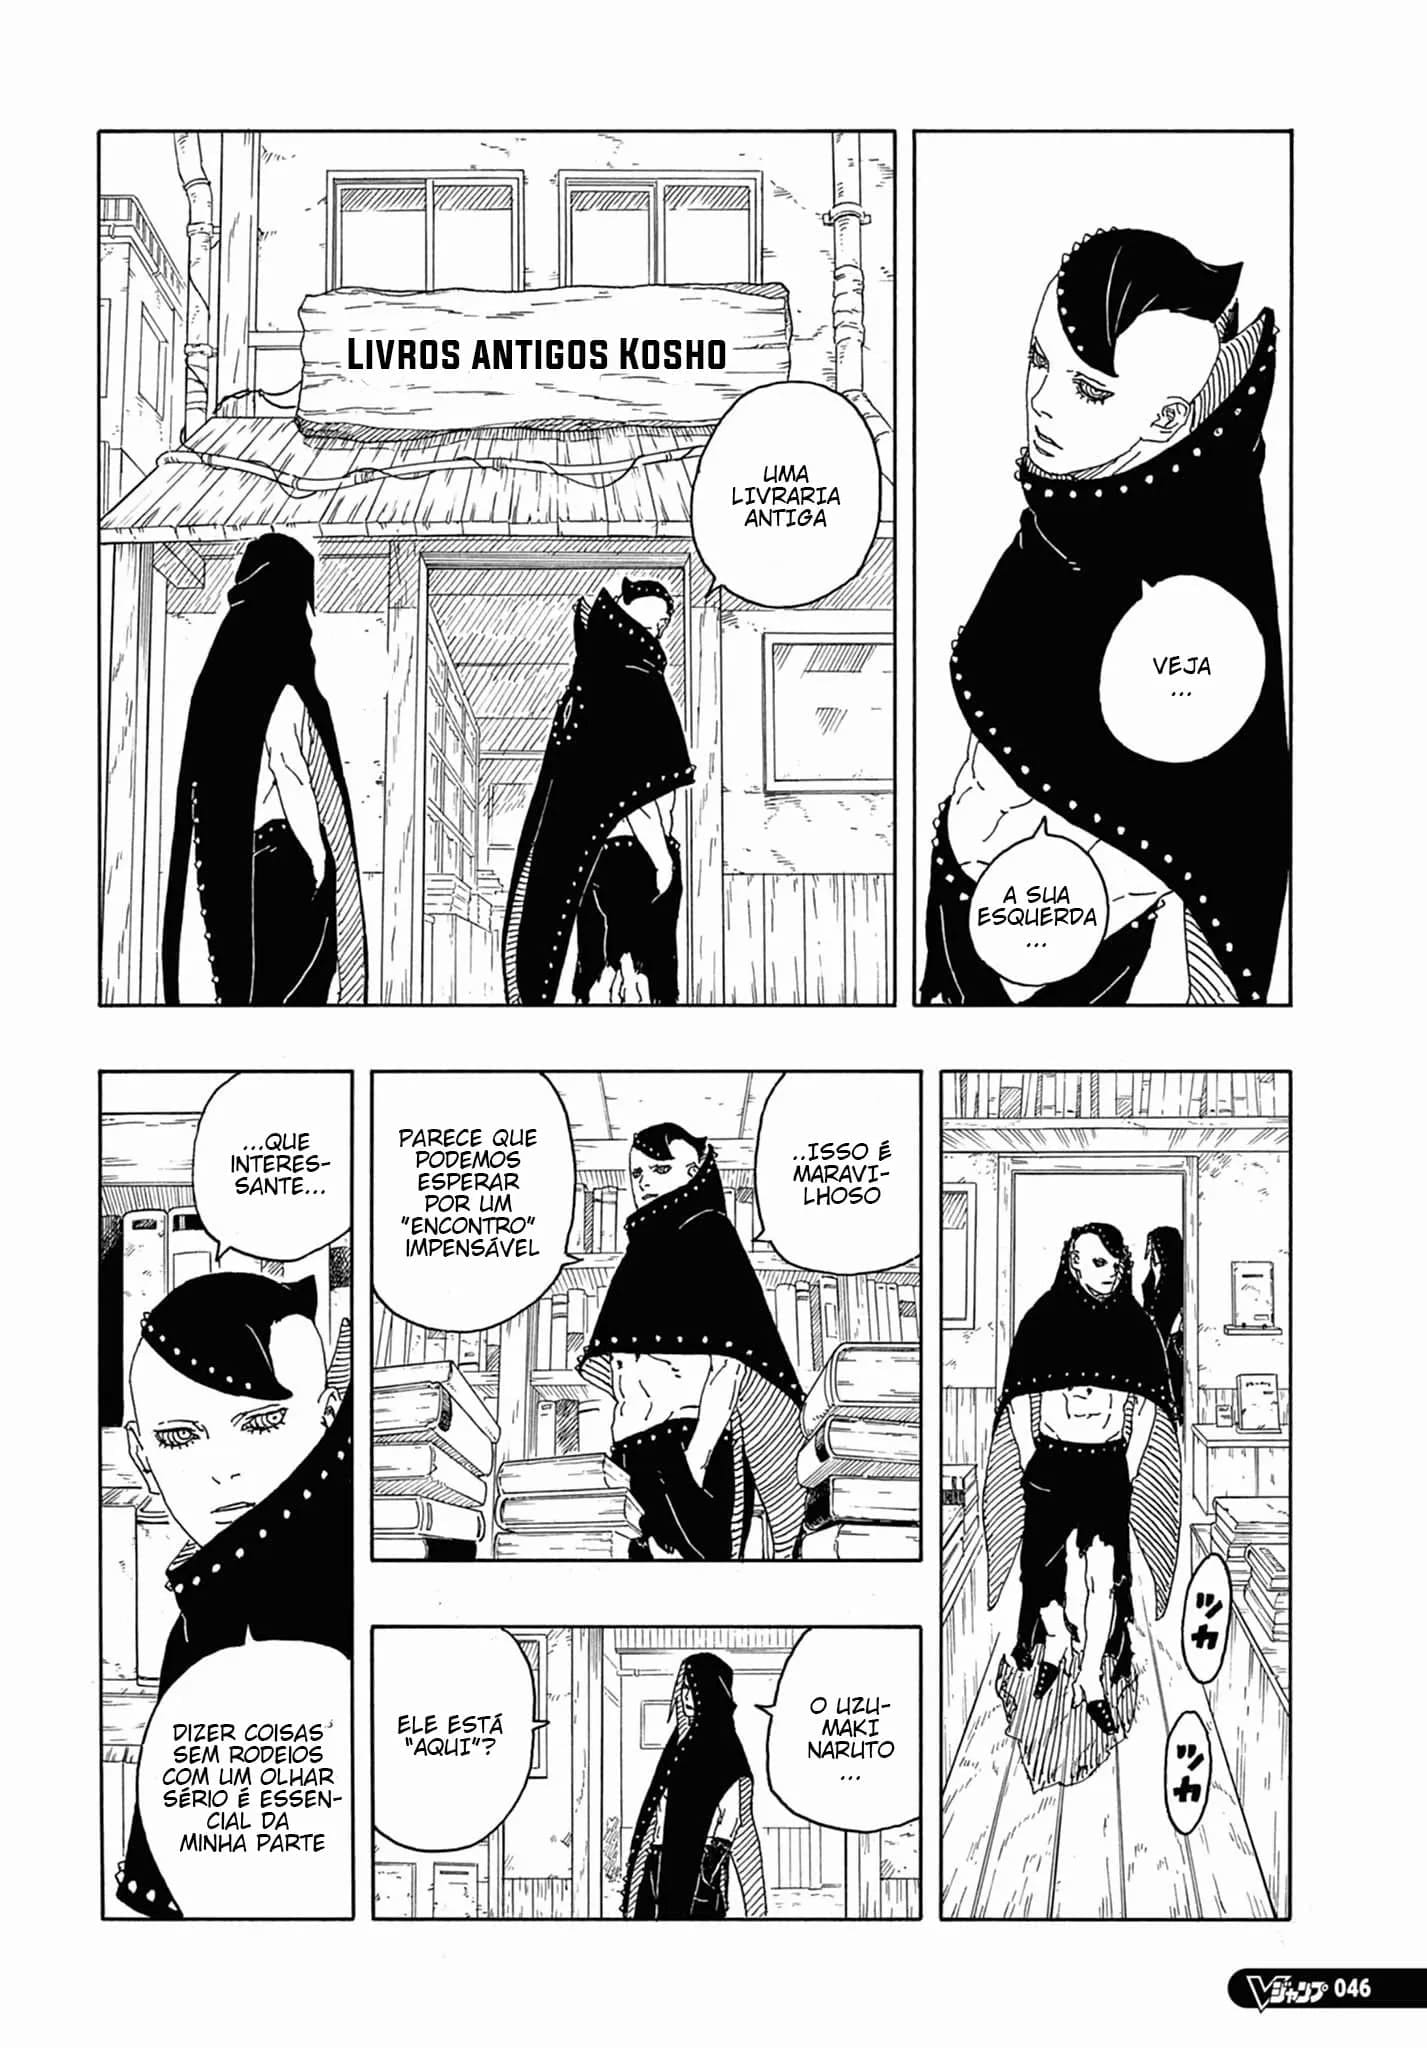 VEJA
...
A SUA
ESQUERDA
...
LIVROS ANTIGOS KOSHO
UMA
LIVRARIA
ANTIGA
ツカ
ツカ
..ISSO É
MARAVI-
LHOSO
PARECE QUE
PODEMOS
ESPERAR
POR UM
"ENCONTRO"
IMPENSÁVEL
O UZU-
MAKI
NARUTO
...
ELE ESTÁ
"AQUI"?
...QUE
INTERES-
SANTE...
DIZER COISAS
SEM RODEIOS
COM UM OLHAR
SÉRIO É ESSEN-
CIAL DA
MINHA PARTE
Vジャンプ 046